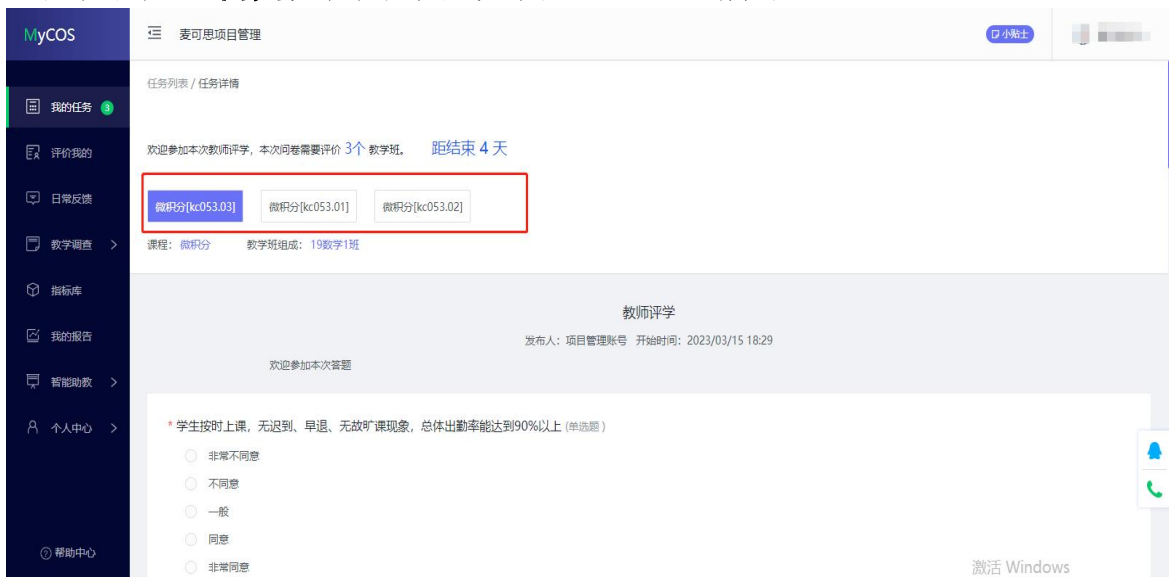 MyCOS
麦可思项目管理
小贴士
任务列表 / 任务详情
我的任务 3
评价我的
日常反馈
教学调查
指标库
我的报告
智能助教
个人中心
帮助中心
欢迎参加本次教师评学，本次问卷需要评价 3个 教学班。 距结束 4 天
微积分[kc053.03] 微积分[kc053.01] 微积分[kc053.02]
课程：微积分 教学班组成：19数学1班
教师评学
发布人：项目管理账号 开始时间：2023/03/15 18:29
欢迎参加本次答题
* 学生按时上课，无迟到、早退、无故旷课现象，总体出勤率能达到90%以上 (单选题)
非常不同意
不同意
一般
同意
非常同意
激活 Windows